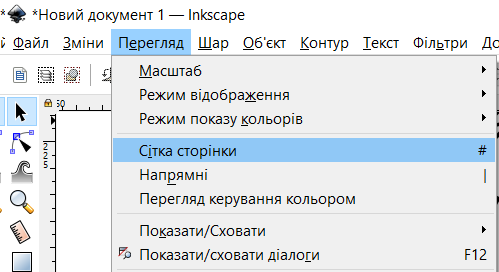 *Новий документ 1 — Inkscape
Файл Зміни Перегляд Шар Об'єкт Контур Текст Фільтри
Масштаб
Режим відображення
Режим показу кольорів
Сітка сторінки #
Напрямні |
Перегляд керування кольором
Показати/Сховати
Показати/сховати діалоги F12